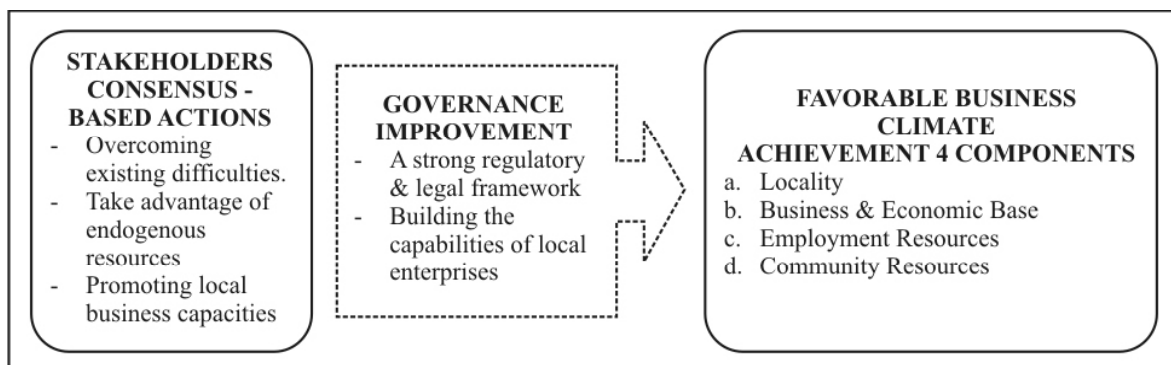 STAKEHOLDERS
CONSENSUS -
BASED ACTIONS
- Overcoming
existing difficulties.
- Take advantage of
endogenous
resources
- Promoting local
business capacities
GOVERNANCE
IMPROVEMENT
- A strong regulatory
& legal framework
- Building the
capabilities of local
enterprises
FAVORABLE BUSINESS
CLIMATE
ACHIEVEMENT 4 COMPONENTS
a. Locality
b. Business & Economic Base
c. Employment Resources
d. Community Resources